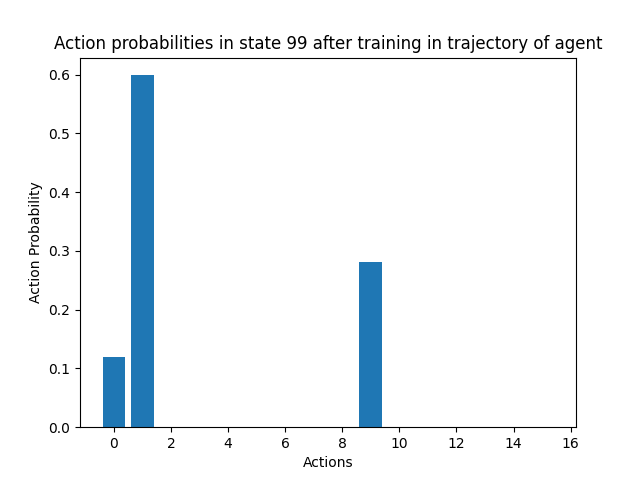 Action probabilities in state 99 after training in trajectory of agent
0.6
0.5
0.4
0.3
0.2
0.1
0.0
Action Probability
0 2 4 6 8 10 12 14 16
Actions